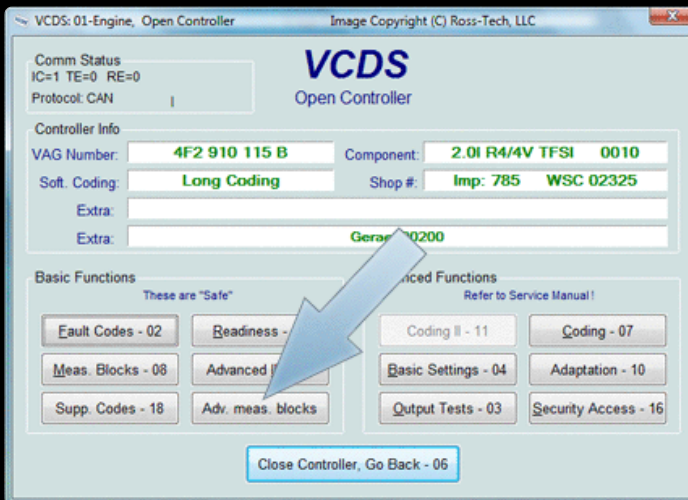 VCDS: 01-Engine, Open Controller Image Copyright (C) Ross-Tech, LLC
Comm Status
IC=1 TE=0 RE=0
Protocol: CAN
VCDS
Open Controller
Controller Info
VAG Number: 4F2 910 115 B Component: 2.0l R4/4V TFSI 0010
Soft. Coding: Long Coding Shop #: Imp: 785 WSC 02325
Extra:
Extra: 0200
Basic Functions Functions
These are "Safe" Refer to Service Manual!
Fault Codes - 02 Readiness - Coding II - 11 Coding - 07
Meas. Blocks - 08 Advanced Basic Settings - 04 Adaptation - 10
Supp. Codes - 18 Adv. meas. blocks Output Tests - 03 Security Access - 16
Close Controller, Go Back - 06